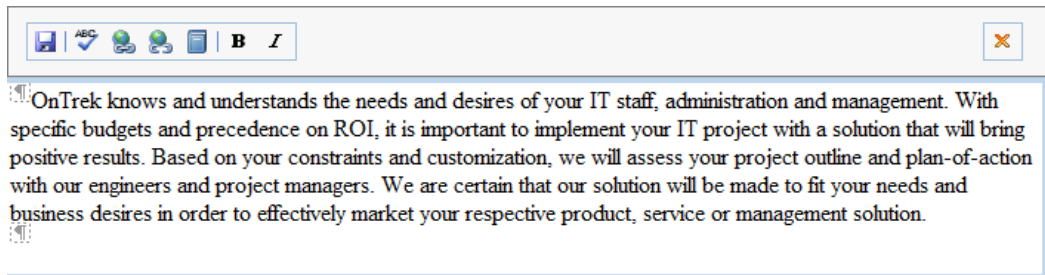 ABC B I
¶OnTrek knows and understands the needs and desires of your IT staff, administration and management. With
specific budgets and precedence on ROI, it is important to implement your IT project with a solution that will bring
positive results. Based on your constraints and customization, we will assess your project outline and plan-of-action
with our engineers and project managers. We are certain that our solution will be made to fit your needs and
business desires in order to effectively market your respective product, service or management solution.
¶